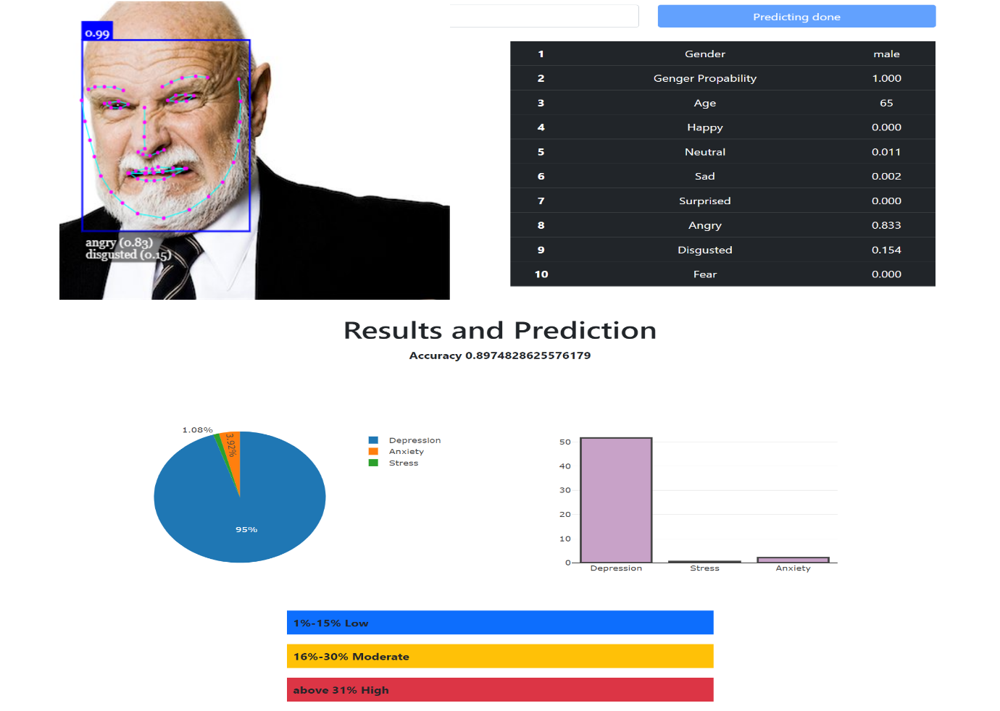 0.99
angry (0.83)
disgusted (0.15)
Predicting done
1 Gender male
2 Genger Propability 1.000
3 Age 65
4 Happy 0.000
5 Neutral 0.011
6 Sad 0.002
7 Surprised 0.000
8 Angry 0.833
9 Disgusted 0.154
10 Fear 0.000
Results and Prediction
Accuracy 0.8974828625576179
1.08%
3.92%
95%
Depression
Anxiety
Stress
50
40
30
20
10
0
Depression Stress Anxiety
1%-15% Low
16%-30% Moderate
above 31% High